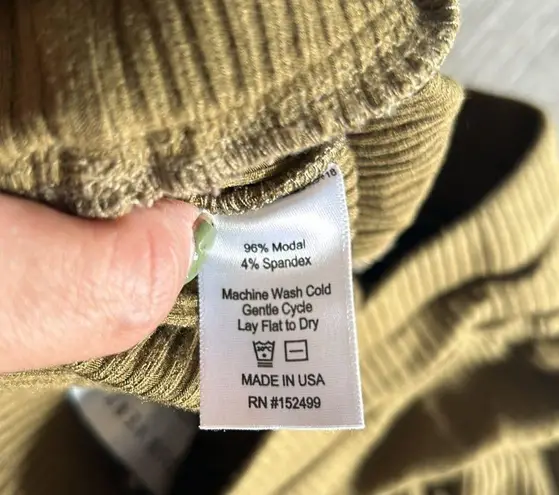 96% Modal
4% Spandex
Machine Wash Cold
Gentle Cycle
Lay Flat to Dry
MADE IN USA
RN #152499